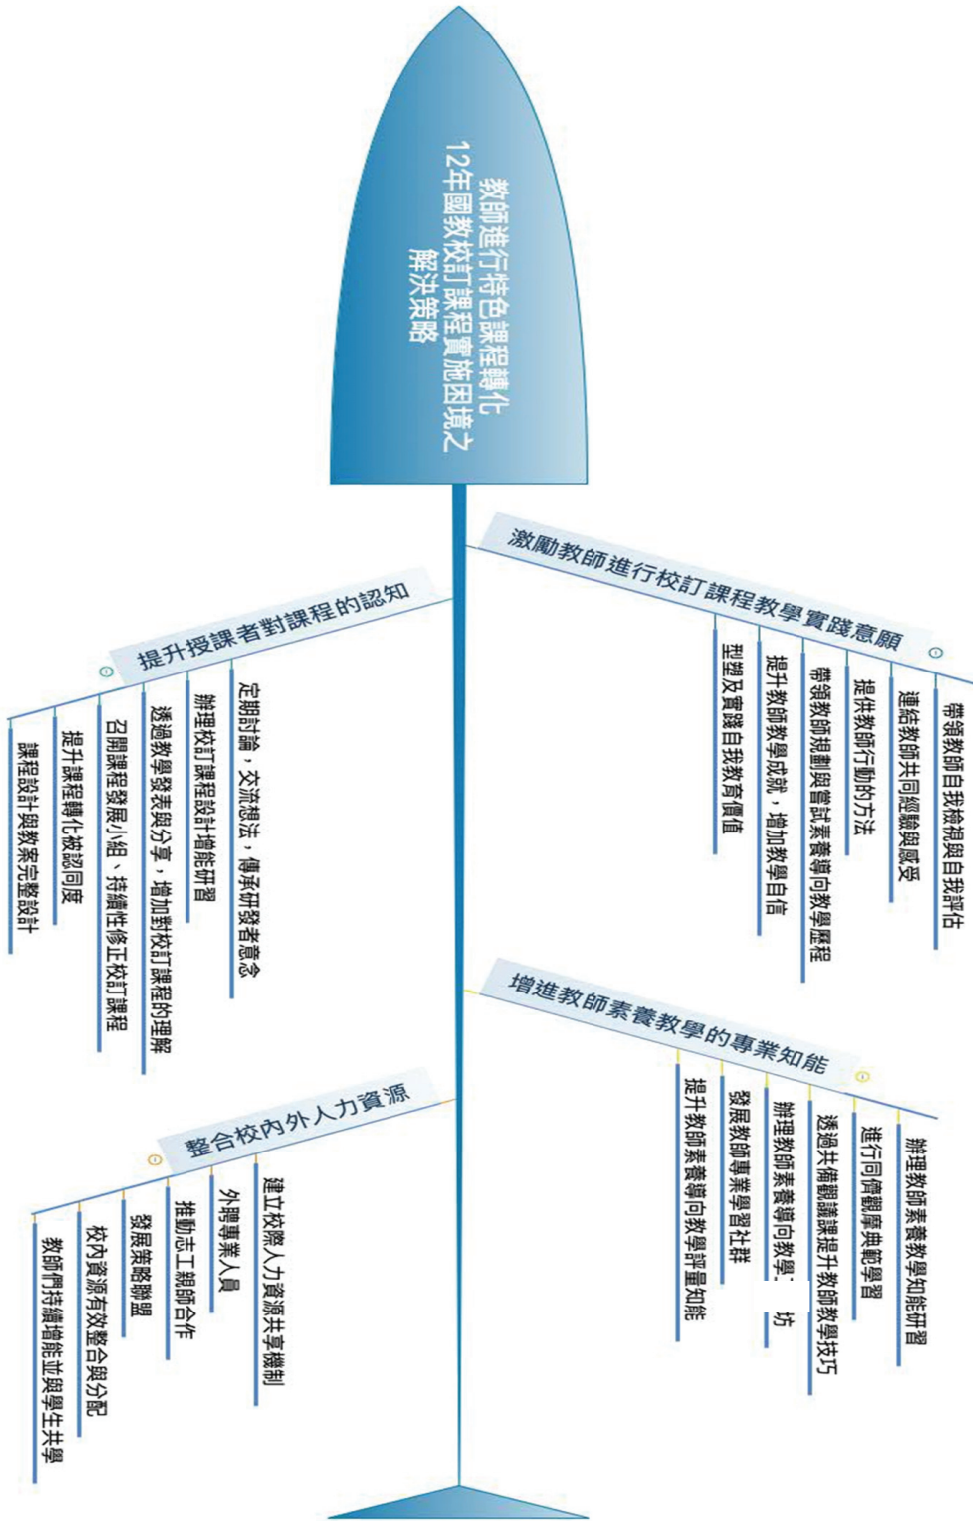 教師進行特色課程轉化
12年國教校訂課程實施困境之
解決策略
激勵教師進行校訂課程教學實踐意願
帶領教師自我檢視與自我評估
連結教師共同經驗與感受
提供教師行動的方法
帶領教師規劃與嘗試素養導向教學歷程
提升教師教學成就，增加教學自信
型塑及實踐自我教育價值
提升授課者對課程的認知
定期討論，交流想法，傳承研發者意念
辦理校訂課程設計增能研習
透過教學發表與分享，增加對校訂課程的理解
召開課程發展小組、持續性修正校訂課程
提升課程轉化被認同度
課程設計與教案完整設計
增進教師素養教學的專業知能
辦理教師素養教學知能研習
進行同儕觀摩典範學習
透過共備觀議課提升教師教學技巧
辦理教師素養導向教學 坊
發展教師專業學習社群
提升教師素養導向教學評量知能
整合校內外人力資源
建立校際人力資源共享機制
外聘專業人員
推動志工親師合作
發展策略聯盟
校內資源有效整合與分配
教師們持續增能並與學生共學